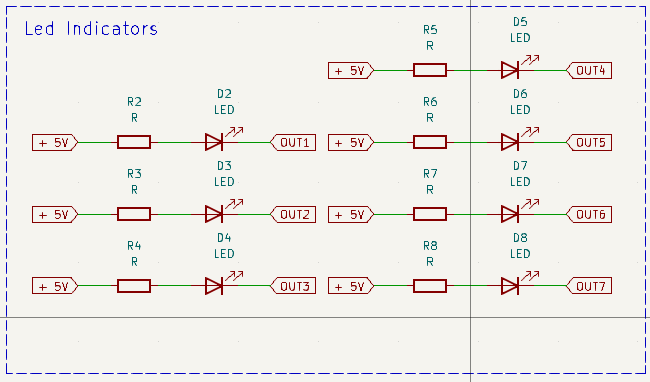 Led Indicators
D5
R5
LED
R
+ 5V
OUT4
R2
D2
R6
D6
R
LED
R
LED
+ 5V
OUT1
+ 5V
OUT5
R3
D3
R7
D7
R
LED
R
LED
+ 5V
OUT2
+ 5V
OUT6
R4
D4
R8
D8
R
LED
R
LED
+ 5V
OUT3
+ 5V
OUT7